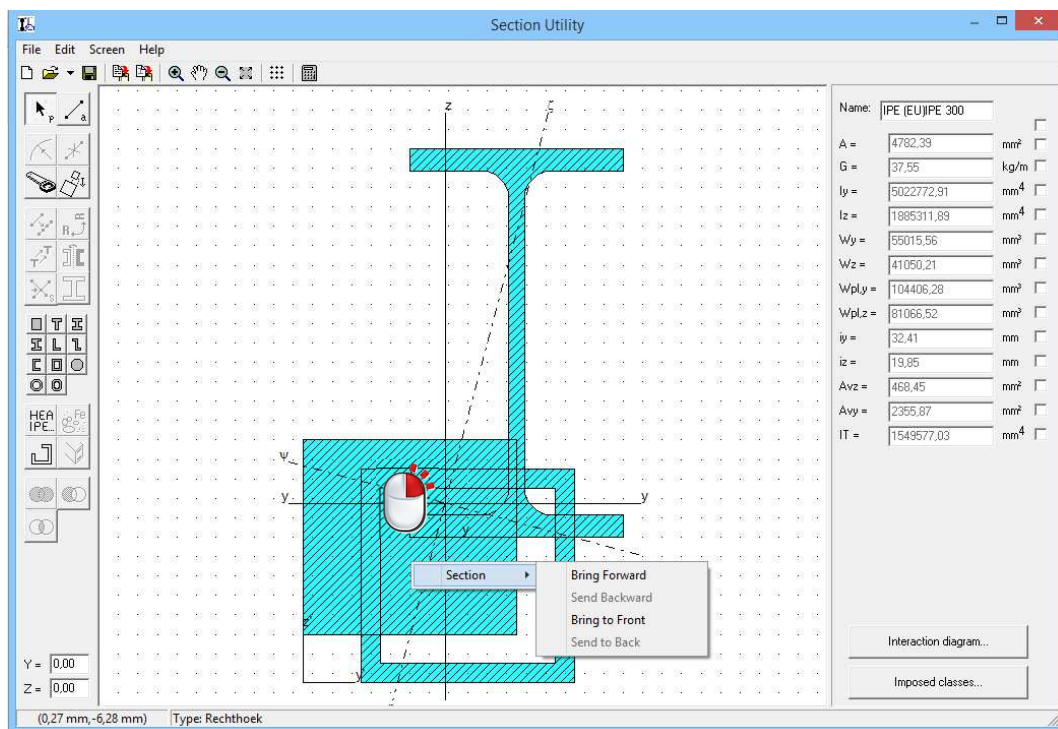 Section Utility
File Edit Screen Help
Name: IPE (EU)IPE 300
A = 4782,39 mm²
G = 37,55 kg/m
Iy = 5022772,91 mm4
Iz = 1885311,89 mm4
Wy = 55015,56 mm³
Wz = 41050,21 mm³
Wpl,y = 104406,28 mm³
Wpl,z = 81066,52 mm³
iy = 32,41 mm
iz = 19,85 mm
Avz = 468,45 mm²
Avy = 2355,87 mm²
IT = 1549577,03 mm4
P a
R
T
S
HEA Fe
IPE...
z ζ
ψ
y y
y
z'
y
Section Bring Forward
Send Backward
Bring to Front
Send to Back
Interaction diagram...
Imposed classes...
Y = 0,00
Z = 0,00
(0,27 mm,-6,28 mm) Type: Rechthoek